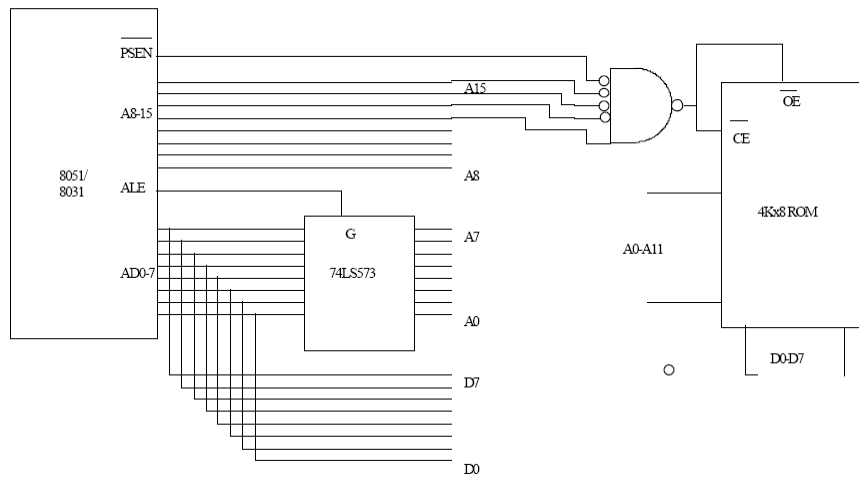 PSEN
A15
OE
A8-15
CE
8051/
8031
ALE
A8
4Kx8 ROM
G
A7
A0-A11
AD0-7
74LS573
A0
D0-D7
D7
D0